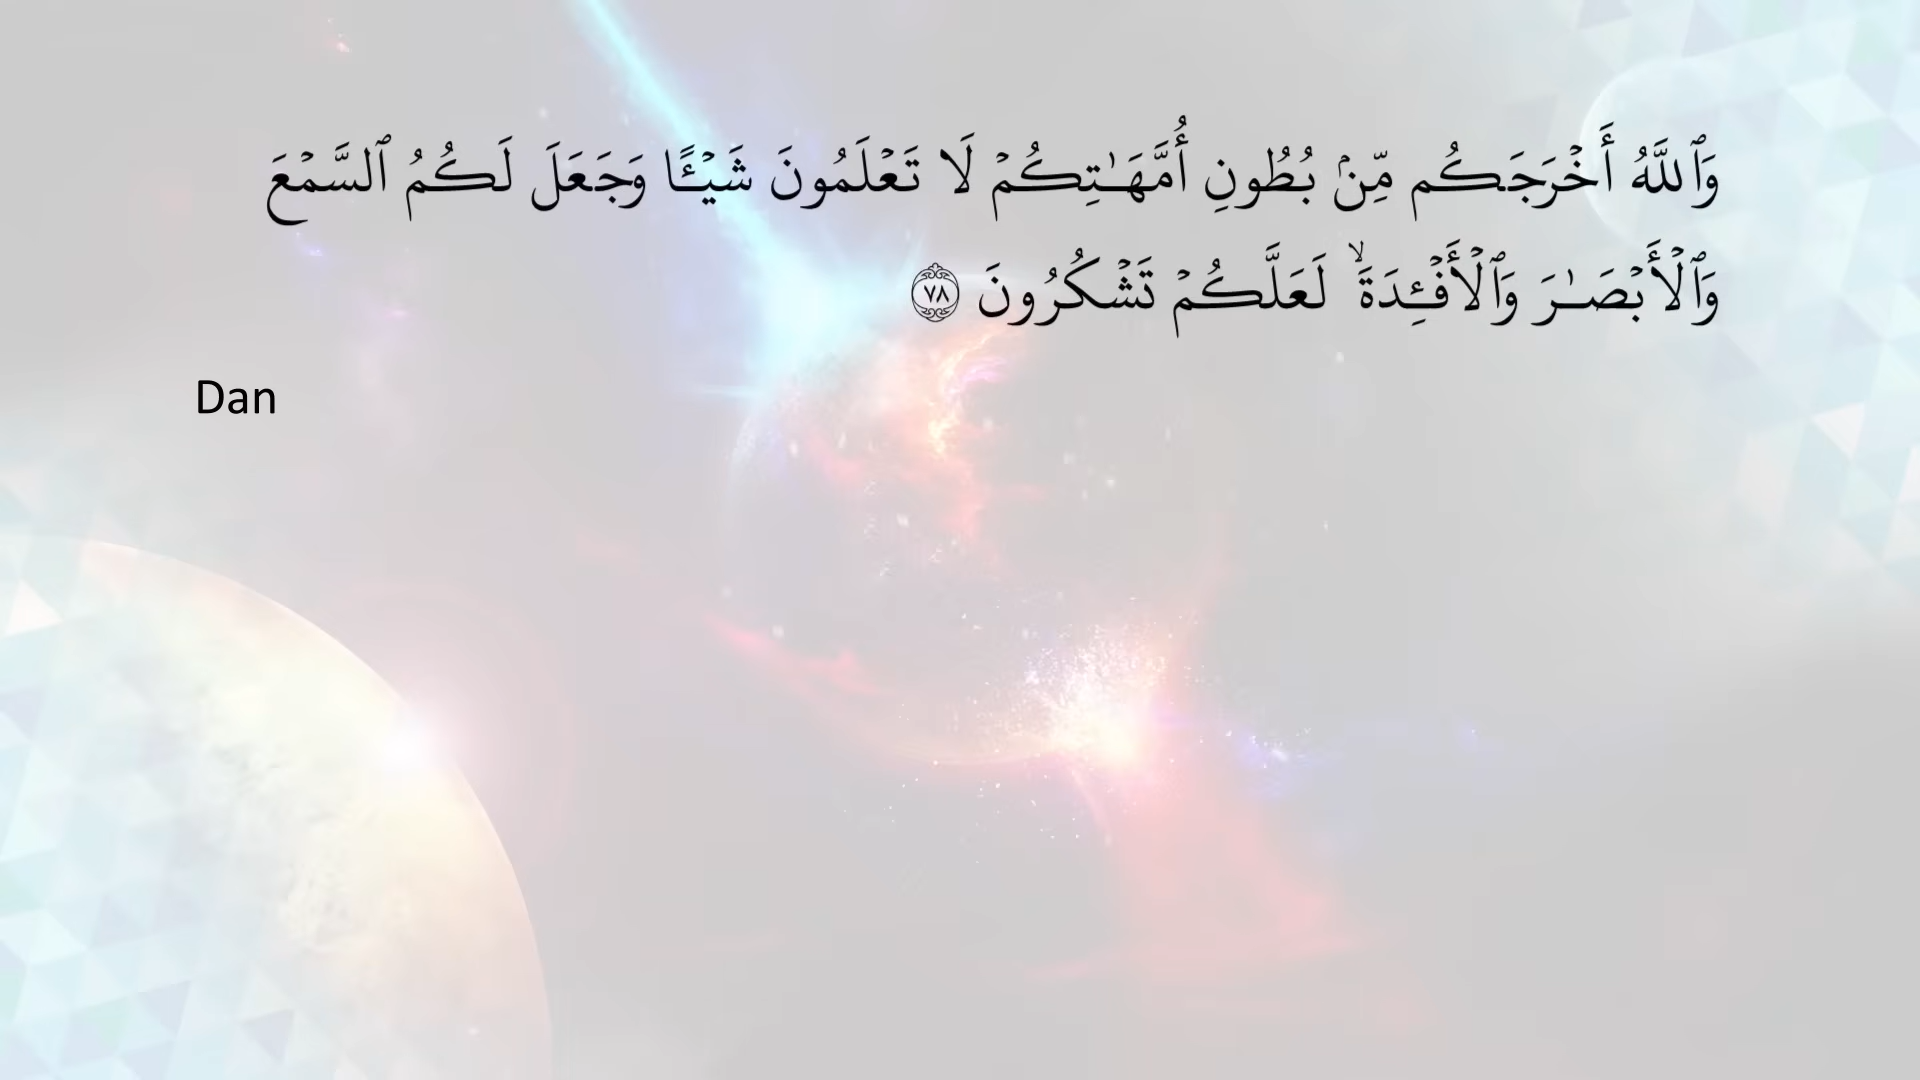 وَٱللَّهُ أَخۡرَجَكُم مِّنۢ بُطُونِ أُمَّهَٰتِكُمۡ لَا تَعۡلَمُونَ شَيۡـٔٗا وَجَعَلَ لَكُمُ ٱلسَّمۡعَ
وَٱلۡأَبۡصَٰرَ وَٱلۡأَفۡـِٔدَةَ لَعَلَّكُمۡ تَشۡكُرُونَ ٧٨
Dan